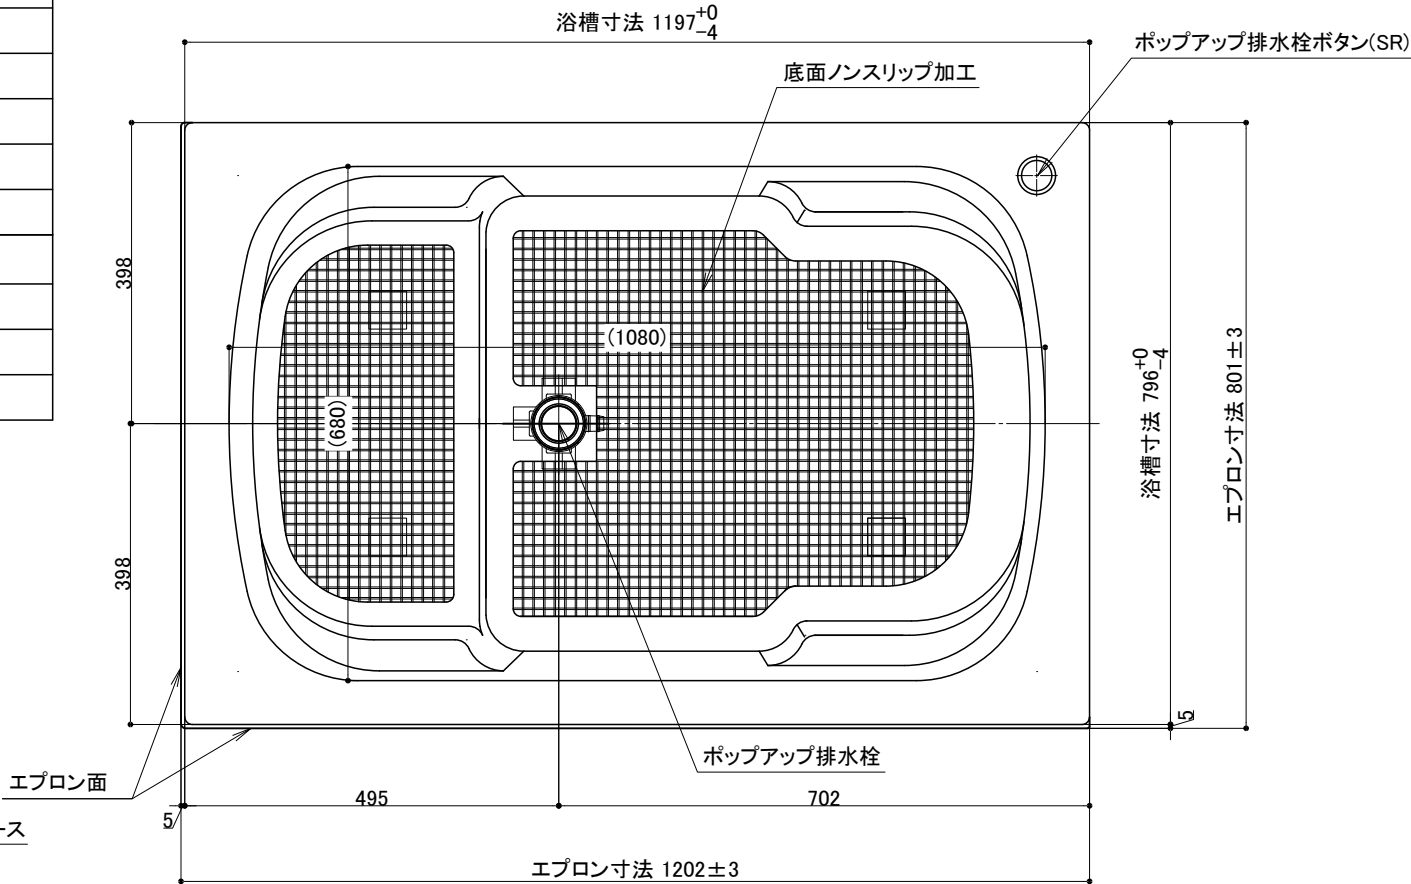 浴槽寸法 1197+0 -4
ポップアップ排水栓ボタン(SR)
底面ノンスリップ加工
398
(1080)
浴槽寸法 796+0 -4
エプロン寸法 801±3
(680)
398
5
ポップアップ排水栓
エプロン面
495
702
5
ース
エプロン寸法 1202±3